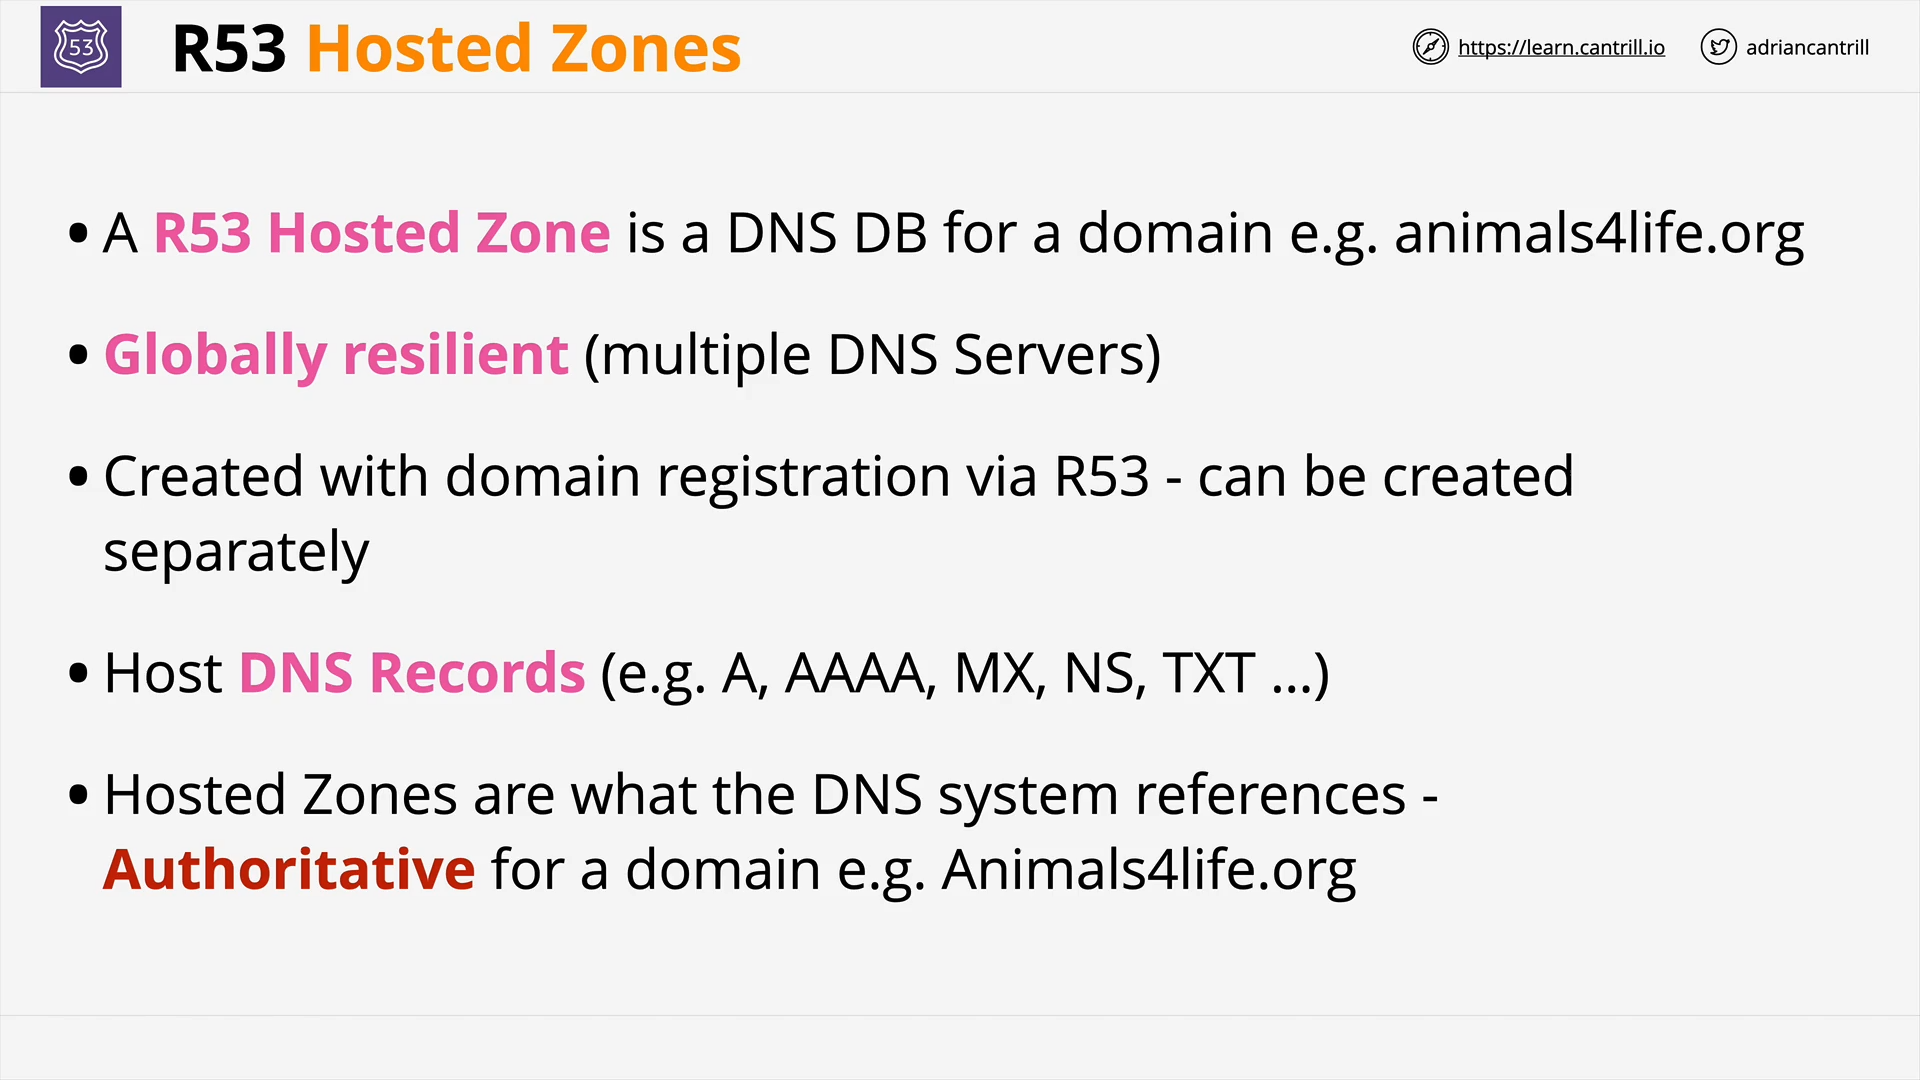 53
R53 Hosted Zones
https://learn.cantrill.io
adriancantrill
• A R53 Hosted Zone is a DNS DB for a domain e.g. animals4life.org
• Globally resilient (multiple DNS Servers)
• Created with domain registration via R53 - can be created
separately
• Host DNS Records (e.g. A, AAAA, MX, NS, TXT ...)
• Hosted Zones are what the DNS system references -
Authoritative for a domain e.g. Animals4life.org